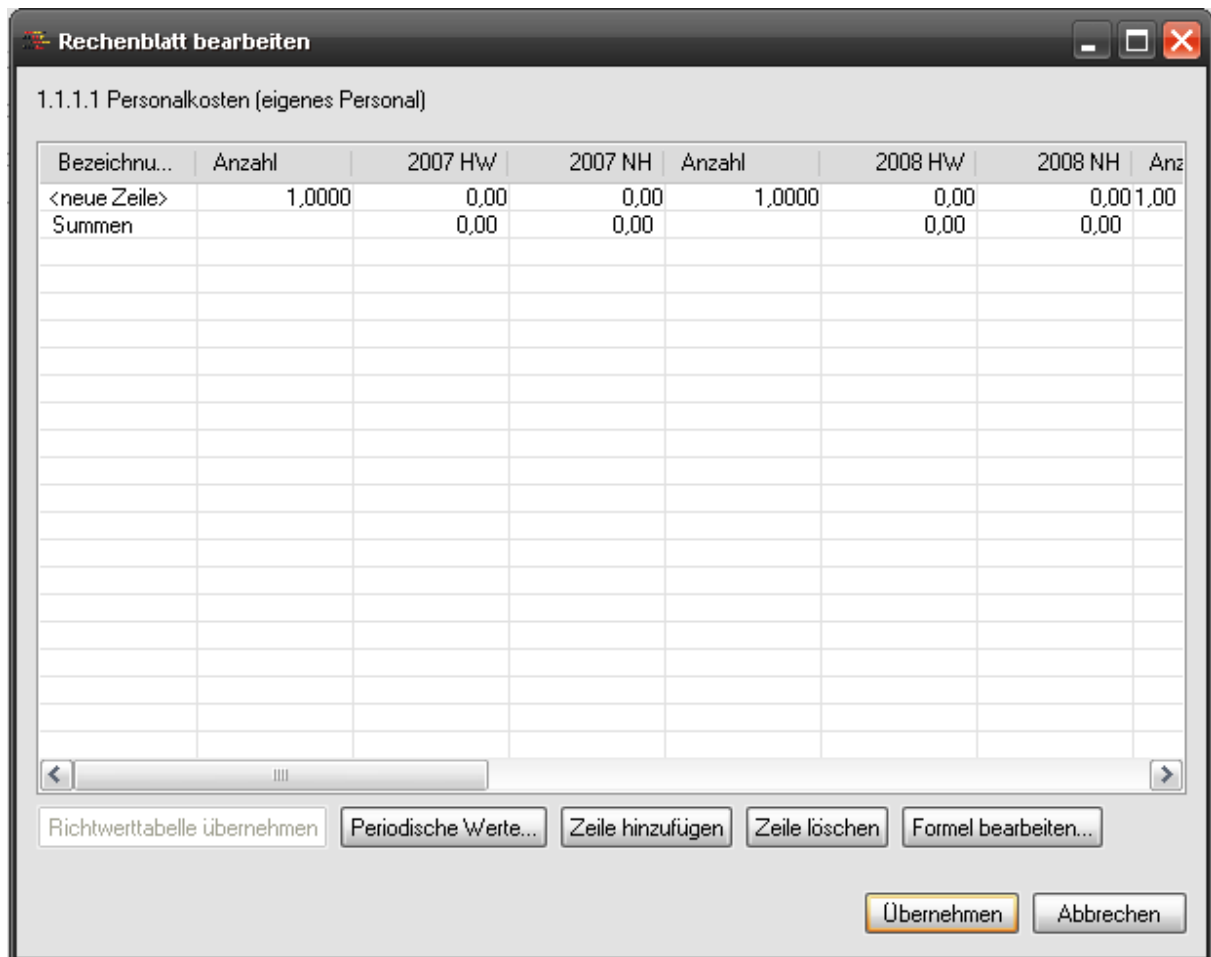 Rechenblatt bearbeiten
1.1.1.1 Personalkosten (eigenes Personal)
Bezeichnu... Anzahl 2007 HW 2007 NH Anzahl 2008 HW 2008 NH Anz
<neue Zeile> 1,0000 0,00 0,00 1,0000 0,00 0,00 1,00
Summen 0,00 0,00 0,00 0,00
Richtwerttabelle übernehmen Periodische Werte... Zeile hinzufügen Zeile löschen Formel bearbeiten...
Übernehmen Abbrechen